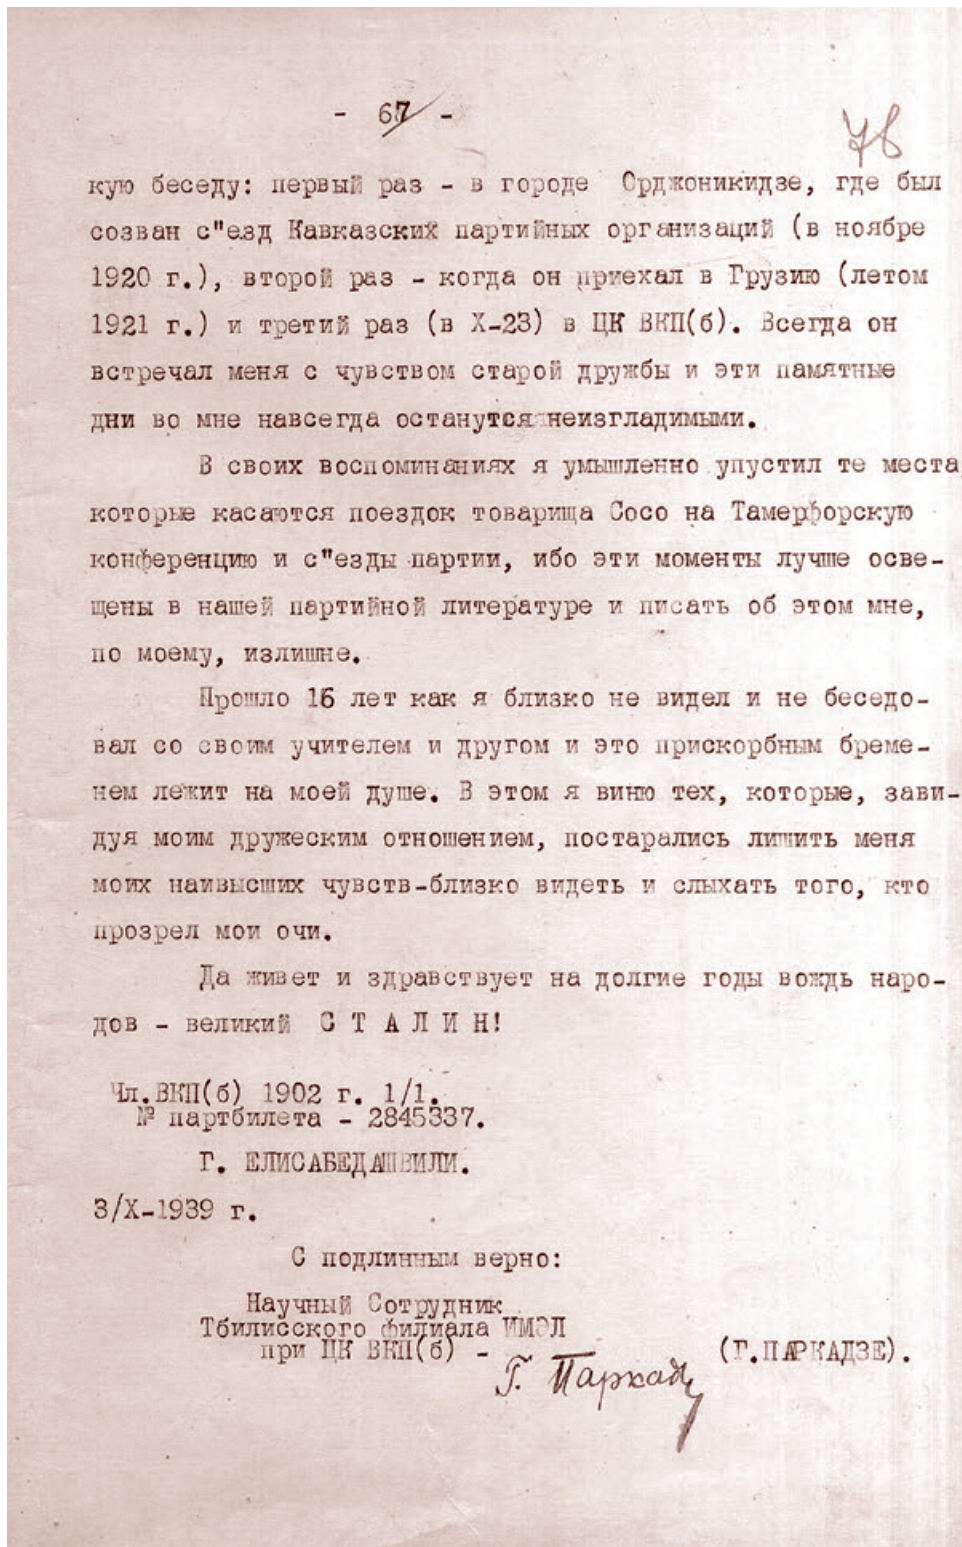 - 67 -
78
кую беседу: первый раз - в городе Орджоникидзе, где был
созван с"езд Кавказских партийных организаций (в ноябре
1920 г.), второй раз - когда он приехал в Грузию (летом
1921 г.) и третий раз (в X-23) в ЦК ВКП(б). Всегда он
встречал меня с чувством старой дружбы и эти памятные
дни во мне навсегда останутся неизгладимыми.
В своих воспоминаниях я умышленно упустил те места,
которые касаются поездок товарища Сосо на Тамерфорскую
конференцию и с"езды партии, ибо эти моменты лучше осве-
щены в нашей партийной литературе и писать об этом мне,
по моему, излишне.
Прошло 16 лет как я близко не видел и не беседо-
вал со своим учителем и другом и это прискорбным бреме-
нем лежит на моей душе. В этом я виню тех, которые, зави-
дуя моим дружеским отношением, постарались лишить меня
моих наивысших чувств-близко видеть и слыхать того, кто
прозрел мои очи.
Да живет и здравствует на долгие годы вождь наро-
дов - великий С Т А Л И Н!
Чл.ВКП(б) 1902 г. 1/1.
№ партбилета - 2845337.
Г. ЕЛИСАБЕДАШВИЛИ.
3/X-1939 г.
С подлинным верно:
Научный Сотрудник
Тбилисского филиала ИМЭЛ
при ЦК ВКП(б) - (Г.ПАРКАДЗЕ).
Г. Паркадз